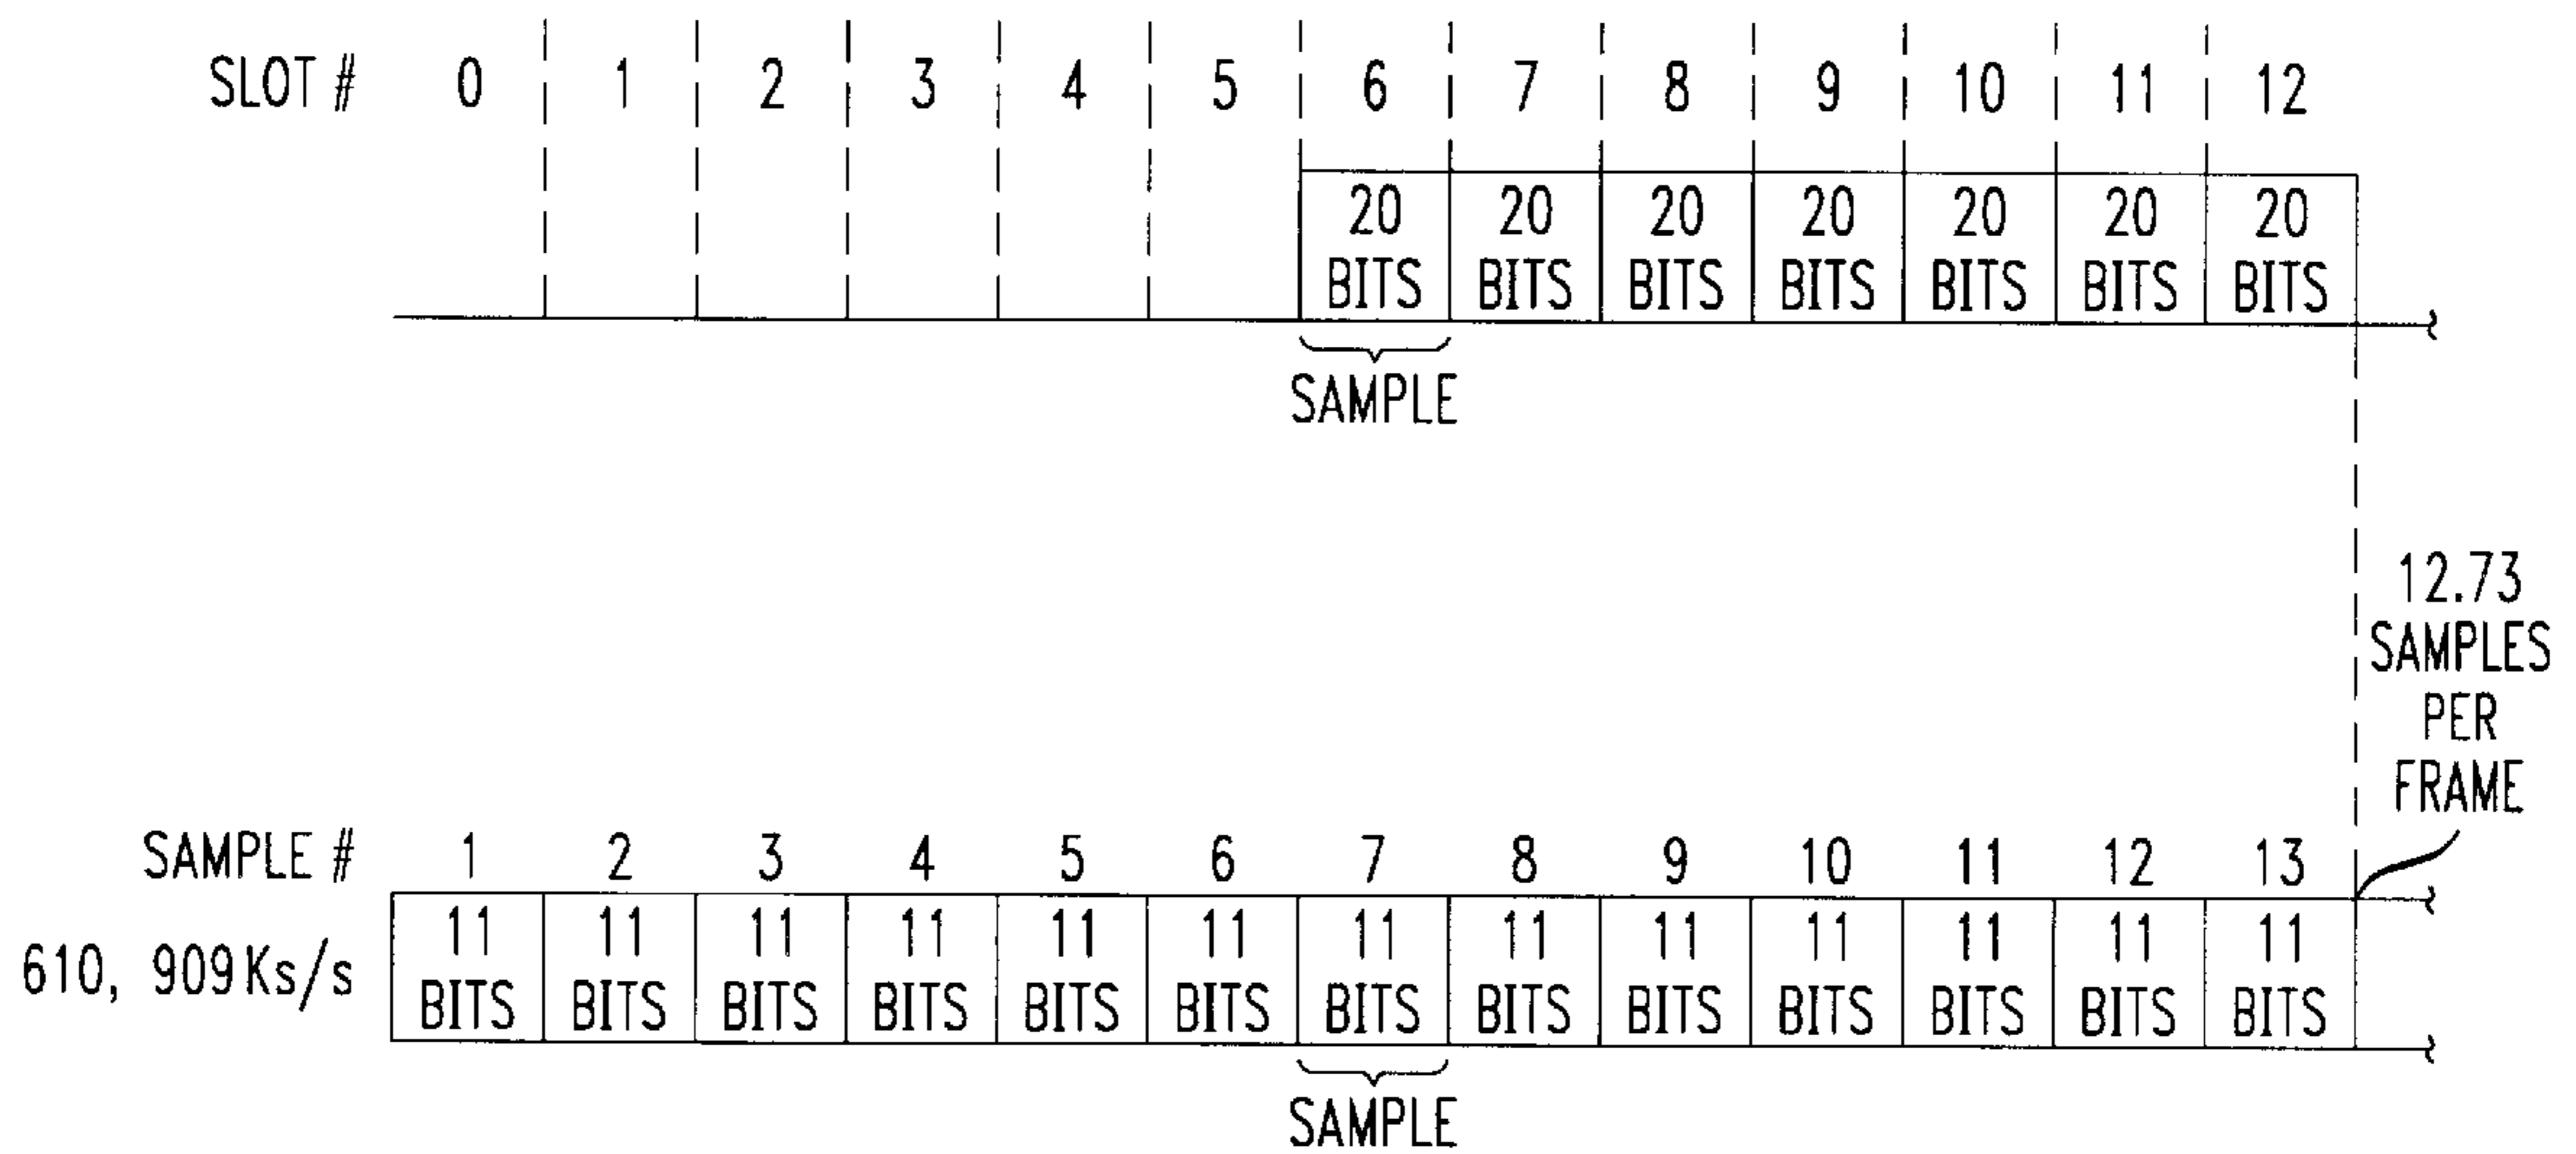 SLOT # 0 1 2 3 4 5 6 7 8 9 10 11 12
20 20 20 20 20 20 20
BITS BITS BITS BITS BITS BITS BITS
SAMPLE
12.73
SAMPLES
PER
FRAME
SAMPLE # 1 2 3 4 5 6 7 8 9 10 11 12 13
610, 909Ks/s
11 11 11 11 11 11 11 11 11 11 11 11 11
BITS BITS BITS BITS BITS BITS BITS BITS BITS BITS BITS BITS BITS
SAMPLE